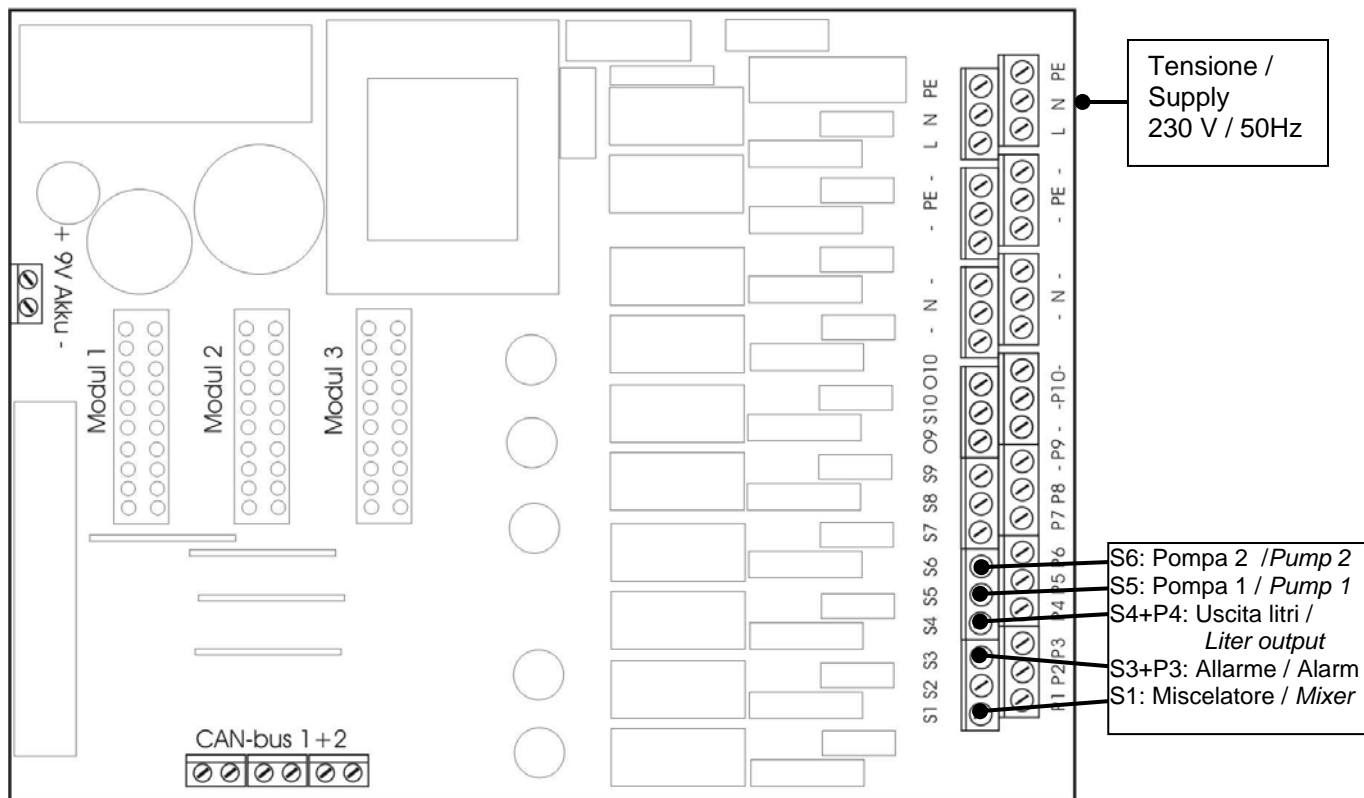 Tensione /
Supply
230 V / 50Hz
L N PE
L N PE
- PE -
- PE -
- N -
- N -
+ 9V Akku -
Modul 1
Modul 2
Modul 3
O9 S10 O10
S7 S8 S9
S4 S5 S6
S1 S2 S3
P9 - -P10-
P7 P8 -
P4 P5 P6
P1 P2 P3
S6: Pompa 2 /Pump 2
S5: Pompa 1 / Pump 1
S4+P4: Uscita litri /
Liter output
S3+P3: Allarme / Alarm
S1: Miscelatore / Mixer
CAN-bus 1+2